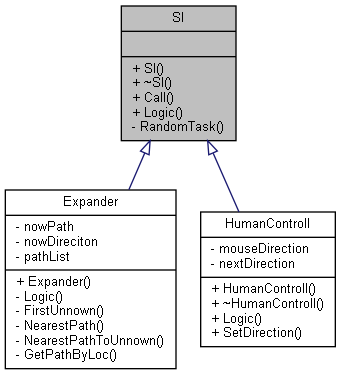 SI
+ SI()
+ ~SI()
+ Call()
+ Logic()
- RandomTask()
Expander
- nowPath
- nowDireciton
- pathList
+ Expander()
- Logic()
- FirstUnnown()
- NearestPath()
- NearestPathToUnnown()
- GetPathByLoc()
HumanControll
- mouseDirection
- nextDirection
+ HumanControll()
+ ~HumanControll()
+ Logic()
+ SetDirection()